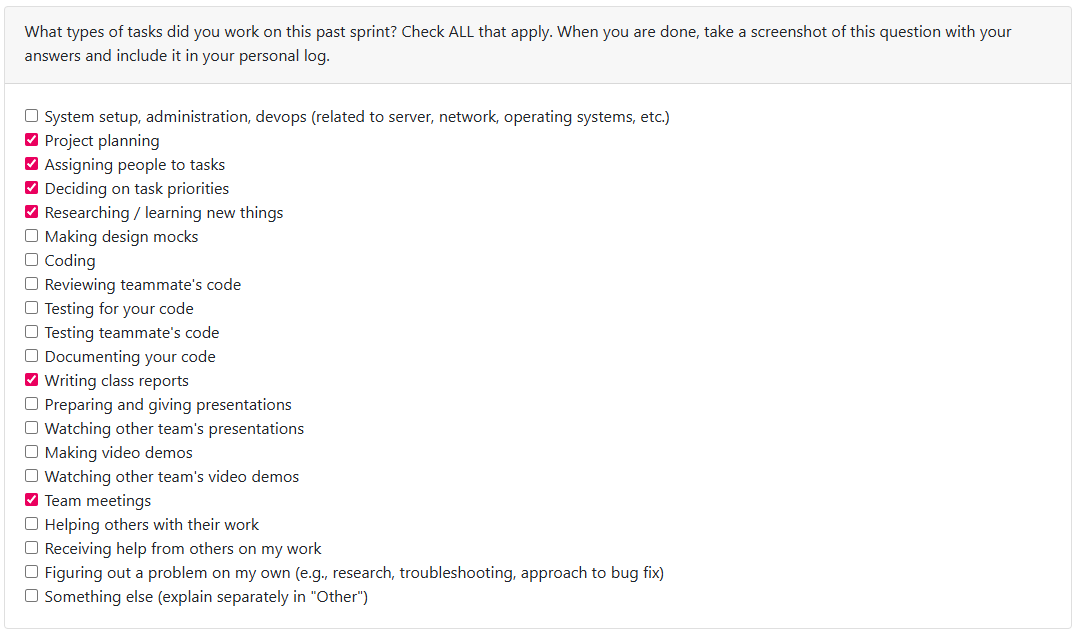 What types of tasks did you work on this past sprint? Check ALL that apply. When you are done, take a screenshot of this question with your
answers and include it in your personal log.
System setup, administration, devops (related to server, network, operating systems, etc.)
Project planning
Assigning people to tasks
Deciding on task priorities
Researching / learning new things
Making design mocks
Coding
Reviewing teammate's code
Testing for your code
Testing teammate's code
Documenting your code
Writing class reports
Preparing and giving presentations
Watching other team's presentations
Making video demos
Watching other team's video demos
Team meetings
Helping others with their work
Receiving help from others on my work
Figuring out a problem on my own (e.g., research, troubleshooting, approach to bug fix)
Something else (explain separately in "Other")